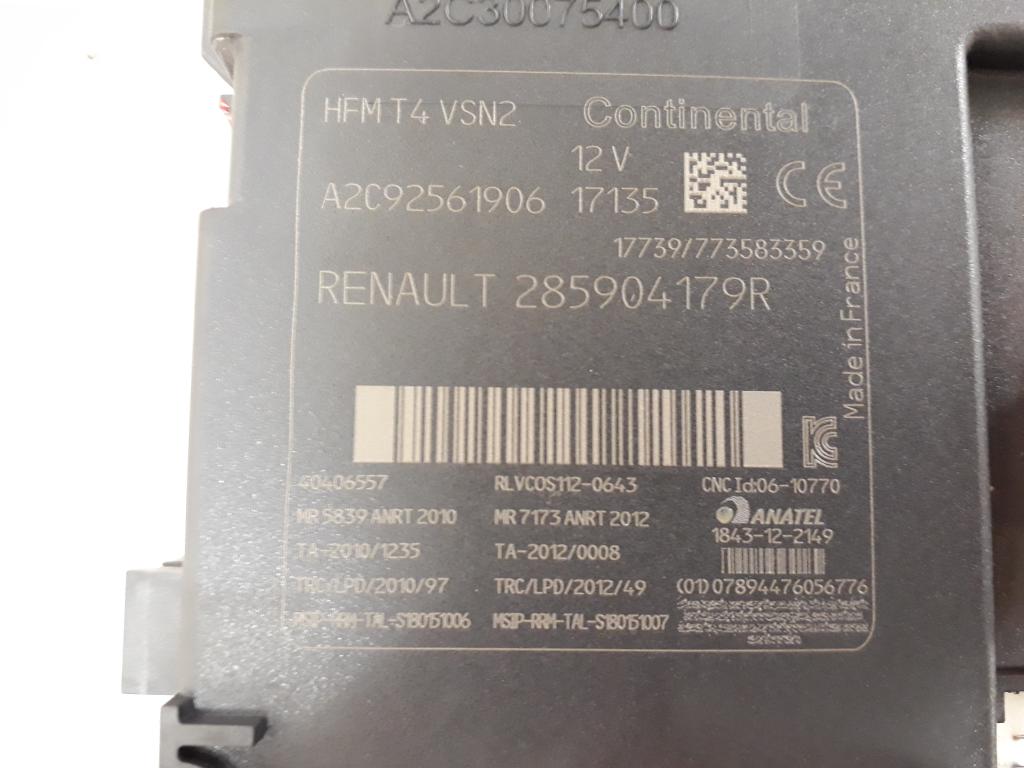 A2C30075400
HFM T4 VSN2 Continental
12 V
A2C92561906 17135 CE
17739/773583359
RENAULT 285904179R
Made in France
40406557 RLVCOS112-0643 CNC Id:06-10770
MR 5839 ANRT 2010 MR 7173 ANRT 2012 ANATEL
1843-12-2149
TA-2010/1235 TA-2012/0008
TRC/LPD/2010/97 TRC/LPD/2012/49 (01)07894476056776
MSIP-RRM-TAL-S180151006 MSIP-RRM-TAL-S180151007